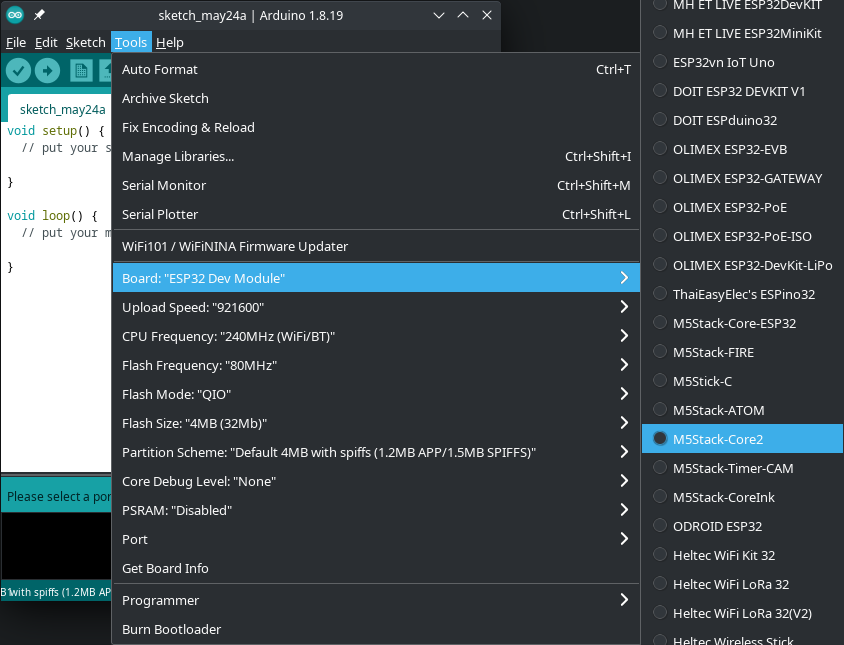 sketch_may24a | Arduino 1.8.19
File Edit Sketch Tools Help
sketch_may24a
void setup() {
// put your s
}
void loop() {
// put your m
}
Please select a por
with spiffs (1.2MB AP
Auto Format Ctrl+T
Archive Sketch
Fix Encoding & Reload
Manage Libraries... Ctrl+Shift+I
Serial Monitor Ctrl+Shift+M
Serial Plotter Ctrl+Shift+L
WiFi101 / WiFiNINA Firmware Updater
Board: "ESP32 Dev Module"
Upload Speed: "921600"
CPU Frequency: "240MHz (WiFi/BT)"
Flash Frequency: "80MHz"
Flash Mode: "QIO"
Flash Size: "4MB (32Mb)"
Partition Scheme: "Default 4MB with spiffs (1.2MB APP/1.5MB SPIFFS)"
Core Debug Level: "None"
PSRAM: "Disabled"
Port
Get Board Info
Programmer
Burn Bootloader
MH ET LIVE ESP32DevKIT
MH ET LIVE ESP32MiniKit
ESP32vn IoT Uno
DOIT ESP32 DEVKIT V1
DOIT ESPduino32
OLIMEX ESP32-EVB
OLIMEX ESP32-GATEWAY
OLIMEX ESP32-PoE
OLIMEX ESP32-PoE-ISO
OLIMEX ESP32-DevKit-LiPo
ThaiEasyElec's ESPino32
M5Stack-Core-ESP32
M5Stack-FIRE
M5Stick-C
M5Stack-ATOM
M5Stack-Core2
M5Stack-Timer-CAM
M5Stack-CoreInk
ODROID ESP32
Heltec WiFi Kit 32
Heltec WiFi LoRa 32
Heltec WiFi LoRa 32(V2)
Heltec Wireless Stick